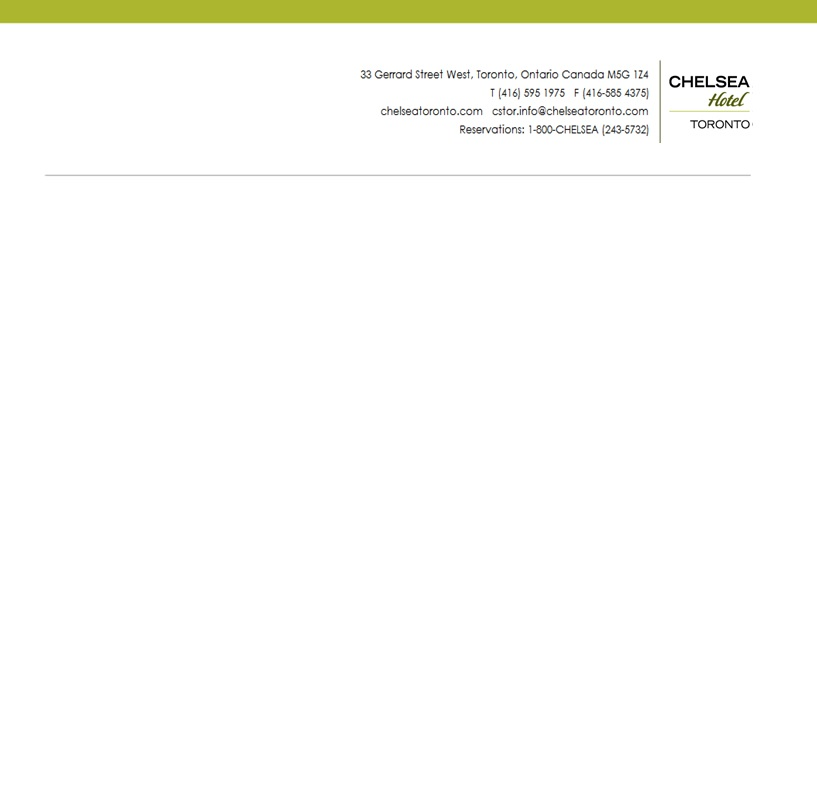 33 Gerrard Street West, Toronto, Ontario Canada M5G 1Z4
T (416) 595 1975 F (416-585 4375)
chelseatoronto.com cstor.info@chelseatoronto.com
Reservations: 1-800-CHELSEA (243-5732)
CHELSEA
Hotel
TORONTO